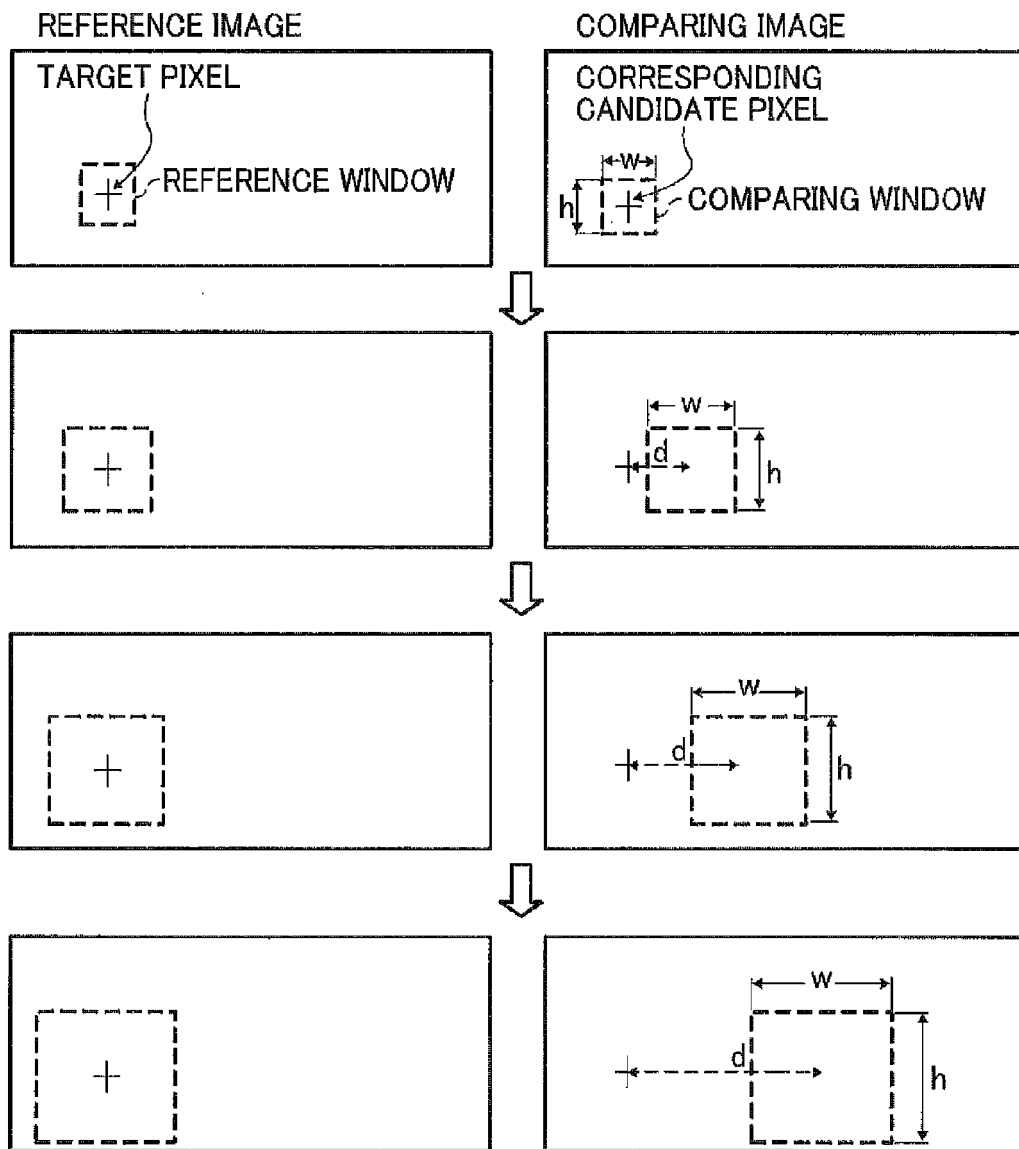 REFERENCE IMAGE
COMPARING IMAGE
TARGET PIXEL
REFERENCE WINDOW
CORRESPONDING
CANDIDATE PIXEL
w
h
COMPARING WINDOW
w
d
h
w
d
h
w
d
h